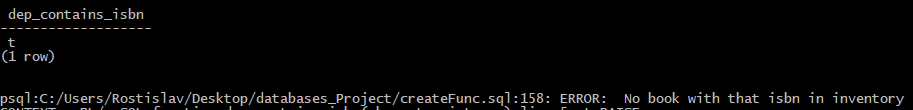 dep_contains_isbn
-------------------
t
(1 row)
psql:C:/Users/Rostislav/Desktop/databases_Project/createFunc.sql:158: ERROR:  No book with that isbn in inventory